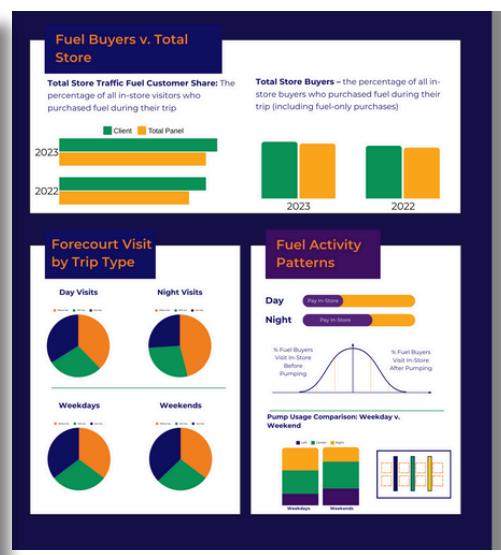 Fuel Buyers v. Total
Store
Total Store Traffic Fuel Customer Share: The
percentage of all in-store visitors who
purchased fuel during their trip
Total Store Buyers – the percentage of all in-
store buyers who purchased fuel during their
trip (including fuel-only purchases)
Client
Total Panel
2023
2022
2023
2022
Forecourt Visit
by Trip Type
Day Visits
Night Visits
Weekdays
Weekends
Fuel Activity
Patterns
Day
Pay In-Store
Night
Pay In-Store
% Fuel Buyers
Visit In-Store
Before
Pumping
% Fuel Buyers
Visit In-Store
After Pumping
Pump Usage Comparison: Weekday v.
Weekend
Left
Center
Right
Weekdays
Weekends